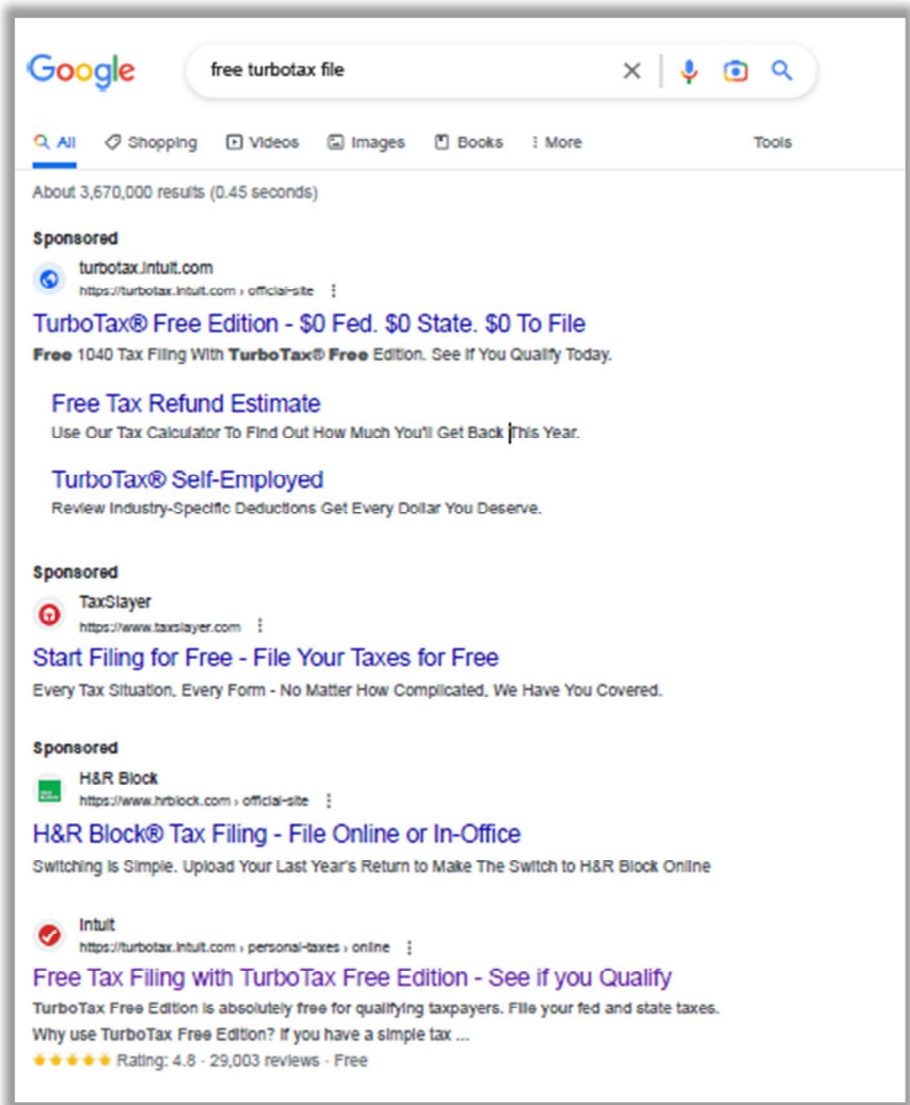 Google
free turbotax file
All Shopping Videos Images Books More Tools
About 3,670,000 results (0.45 seconds)
Sponsored
turbotax.intuit.com
https://turbotax.intuit.com › official-site
TurboTax® Free Edition - $0 Fed. $0 State. $0 To File
Free 1040 Tax Filing With TurboTax® Free Edition. See If You Qualify Today.
Free Tax Refund Estimate
Use Our Tax Calculator To Find Out How Much You'll Get Back This Year.
TurboTax® Self-Employed
Review Industry-Specific Deductions Get Every Dollar You Deserve.
Sponsored
TaxSlayer
https://www.taxslayer.com
Start Filing for Free - File Your Taxes for Free
Every Tax Situation, Every Form - No Matter How Complicated, We Have You Covered.
Sponsored
H&R Block
https://www.hrblock.com › official-site
H&R Block® Tax Filing - File Online or In-Office
Switching Is Simple. Upload Your Last Year's Return to Make The Switch to H&R Block Online
Intuit
https://turbotax.intuit.com › personal-taxes › online
Free Tax Filing with TurboTax Free Edition - See if you Qualify
TurboTax Free Edition is absolutely free for qualifying taxpayers. File your fed and state taxes.
Why use TurboTax Free Edition? If you have a simple tax ...
Rating: 4.8 · 29,003 reviews · Free